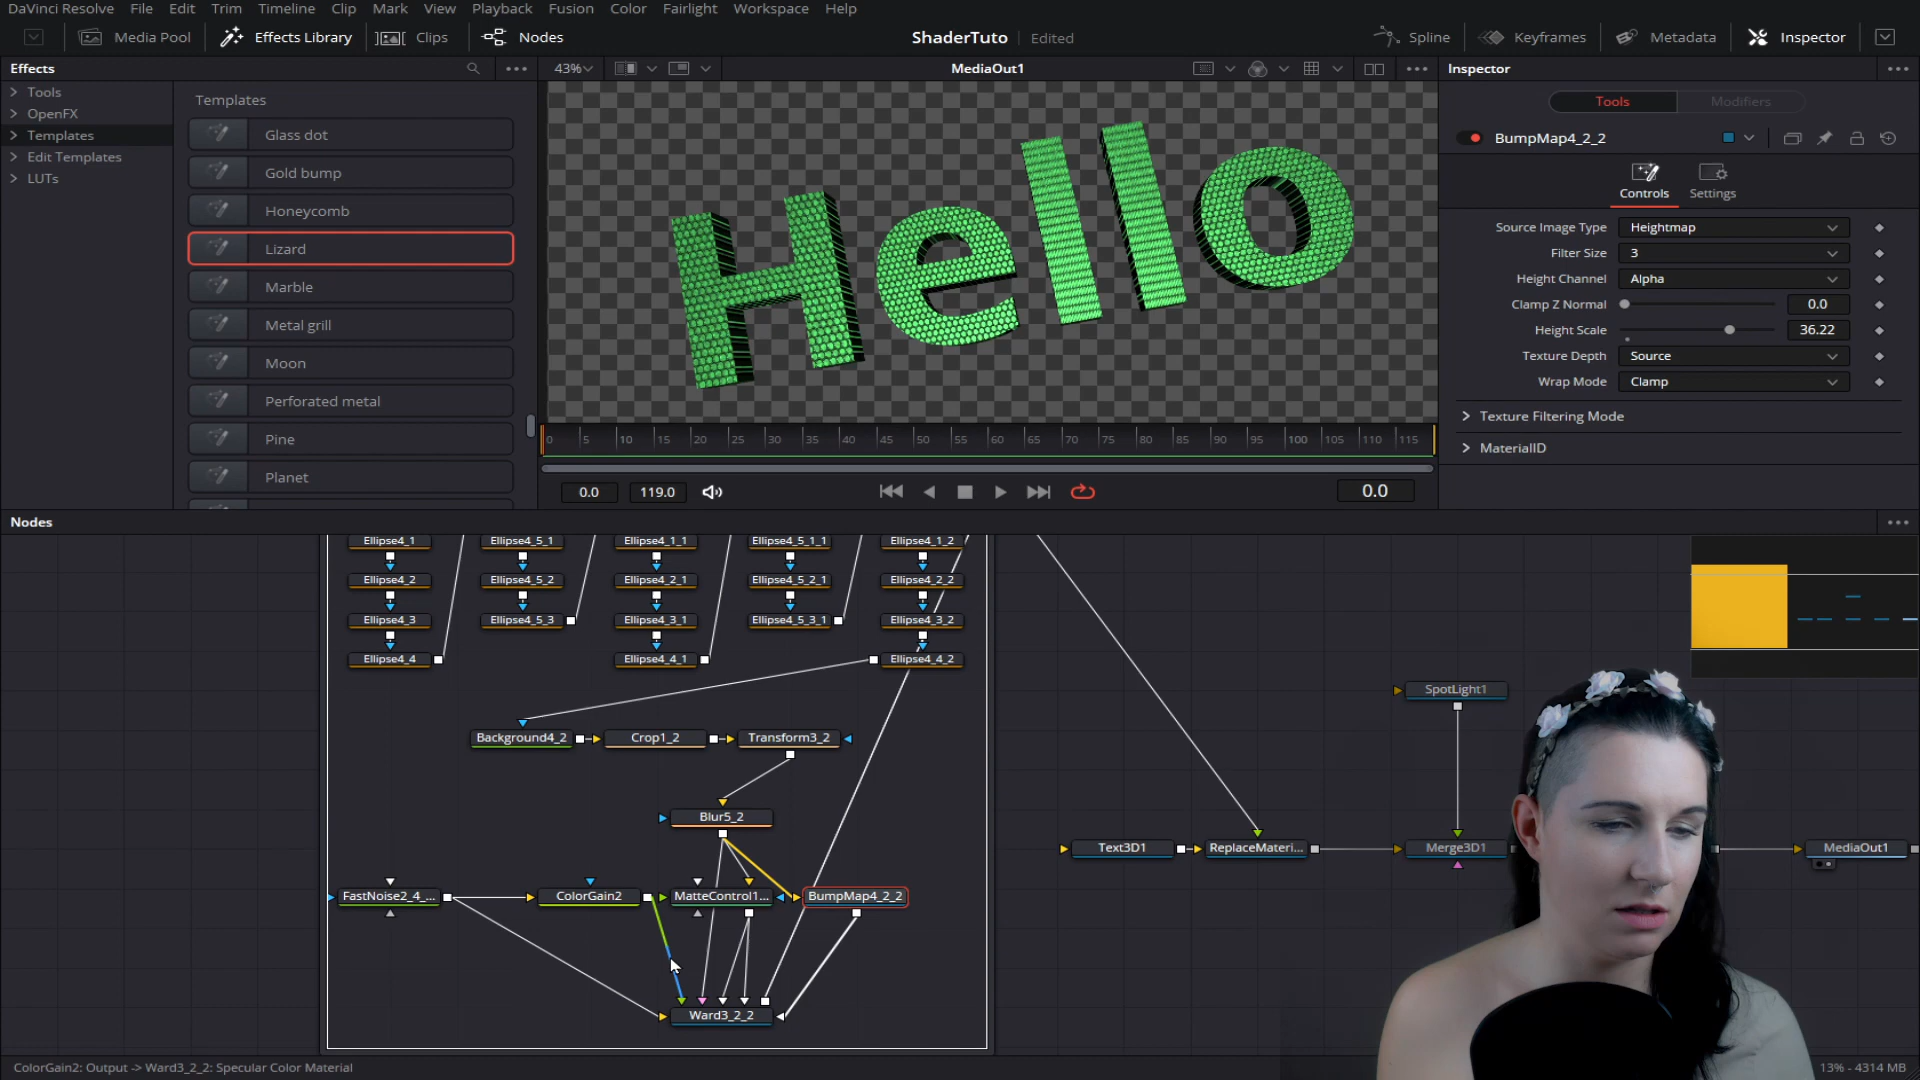 DaVinci Resolve File Edit Trim Timeline Clip Mark View Playback Fusion Color Fairlight Workspace Help
Media Pool Effects Library Clips Nodes ShaderTuto Edited Spline Keyframes Metadata Inspector
Effects 43% MediaOut1 Inspector
Tools
OpenFX
Templates
Edit Templates
LUTs
Templates
Glass dot
Gold bump
Honeycomb
Lizard
Marble
Metal grill
Moon
Perforated metal
Pine
Planet
Hello
0 5 10 15 20 25 30 35 40 45 50 55 60 65 70 75 80 85 90 95 100 105 110 115
0.0 119.0 0.0
Tools Modifiers
BumpMap4_2_2
Controls Settings
Source Image Type Heightmap
Filter Size 3
Height Channel Alpha
Clamp Z Normal 0.0
Height Scale 36.22
Texture Depth Source
Wrap Mode Clamp
Texture Filtering Mode
MaterialID
Nodes
Ellipse4_1 Ellipse4_5_1 Ellipse4_1_1 Ellipse4_5_1_1 Ellipse4_1_2
Ellipse4_2 Ellipse4_5_2 Ellipse4_2_1 Ellipse4_5_2_1 Ellipse4_2_2
Ellipse4_3 Ellipse4_5_3 Ellipse4_3_1 Ellipse4_5_3_1 Ellipse4_3_2
Ellipse4_4 Ellipse4_4_1 Ellipse4_4_2
SpotLight1
Background4_2 Crop1_2 Transform3_2
Blur5_2
Text3D1 ReplaceMateri... Merge3D1 MediaOut1
FastNoise2_4_... ColorGain2 MatteControl1... BumpMap4_2_2
Ward3_2_2
ColorGain2: Output -> Ward3_2_2: Specular Color Material 13% - 4314 MB